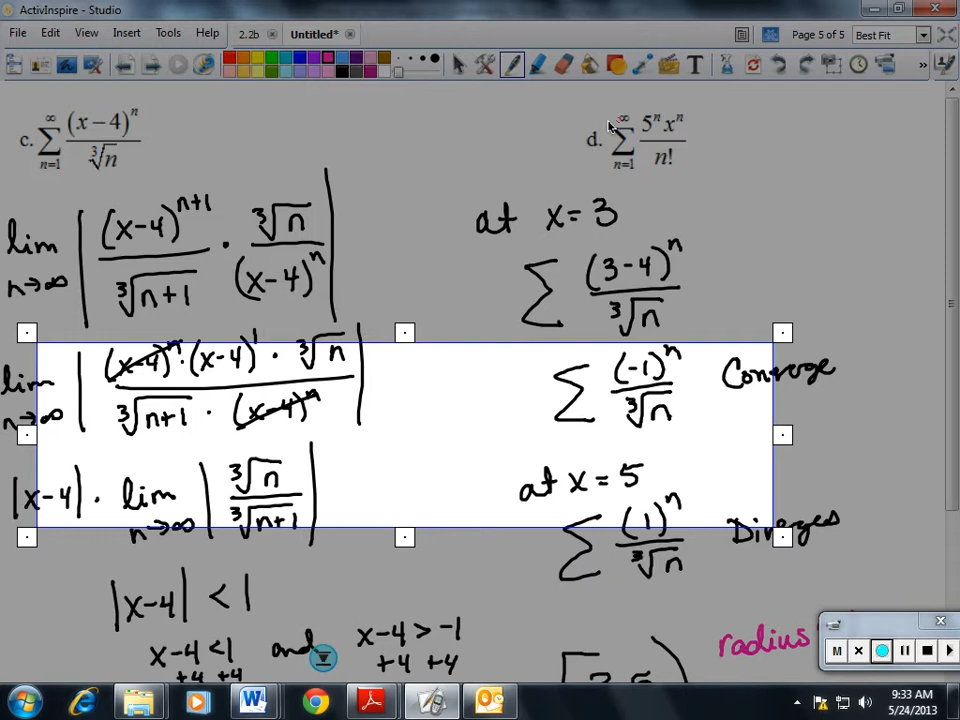 ActivInspire - Studio
File Edit View Insert Tools Help 2.2b Untitled* Page 5 of 5 Best Fit
c. ∞ Σ n=1 (x-4)^n / ∛n
d. ∞ Σ n=1 5^n x^n / n!
lim n→∞ | (x-4)^(n+1) / ∛(n+1) · ∛n / (x-4)^n |
lim n→∞ | (x-4)^n · (x-4)^1 · ∛n / ∛(n+1) · (x-4)^n |
|x-4| · lim n→∞ | ∛n / ∛(n+1) |
|x-4| < 1
x-4 < 1 and x-4 > -1
+4 +4 +4 +4
at x = 3
Σ (3-4)^n / ∛n
Σ (-1)^n / ∛n Converge
at x = 5
Σ (1)^n / ∛n Diverges
radius
M
9:33 AM
5/24/2013